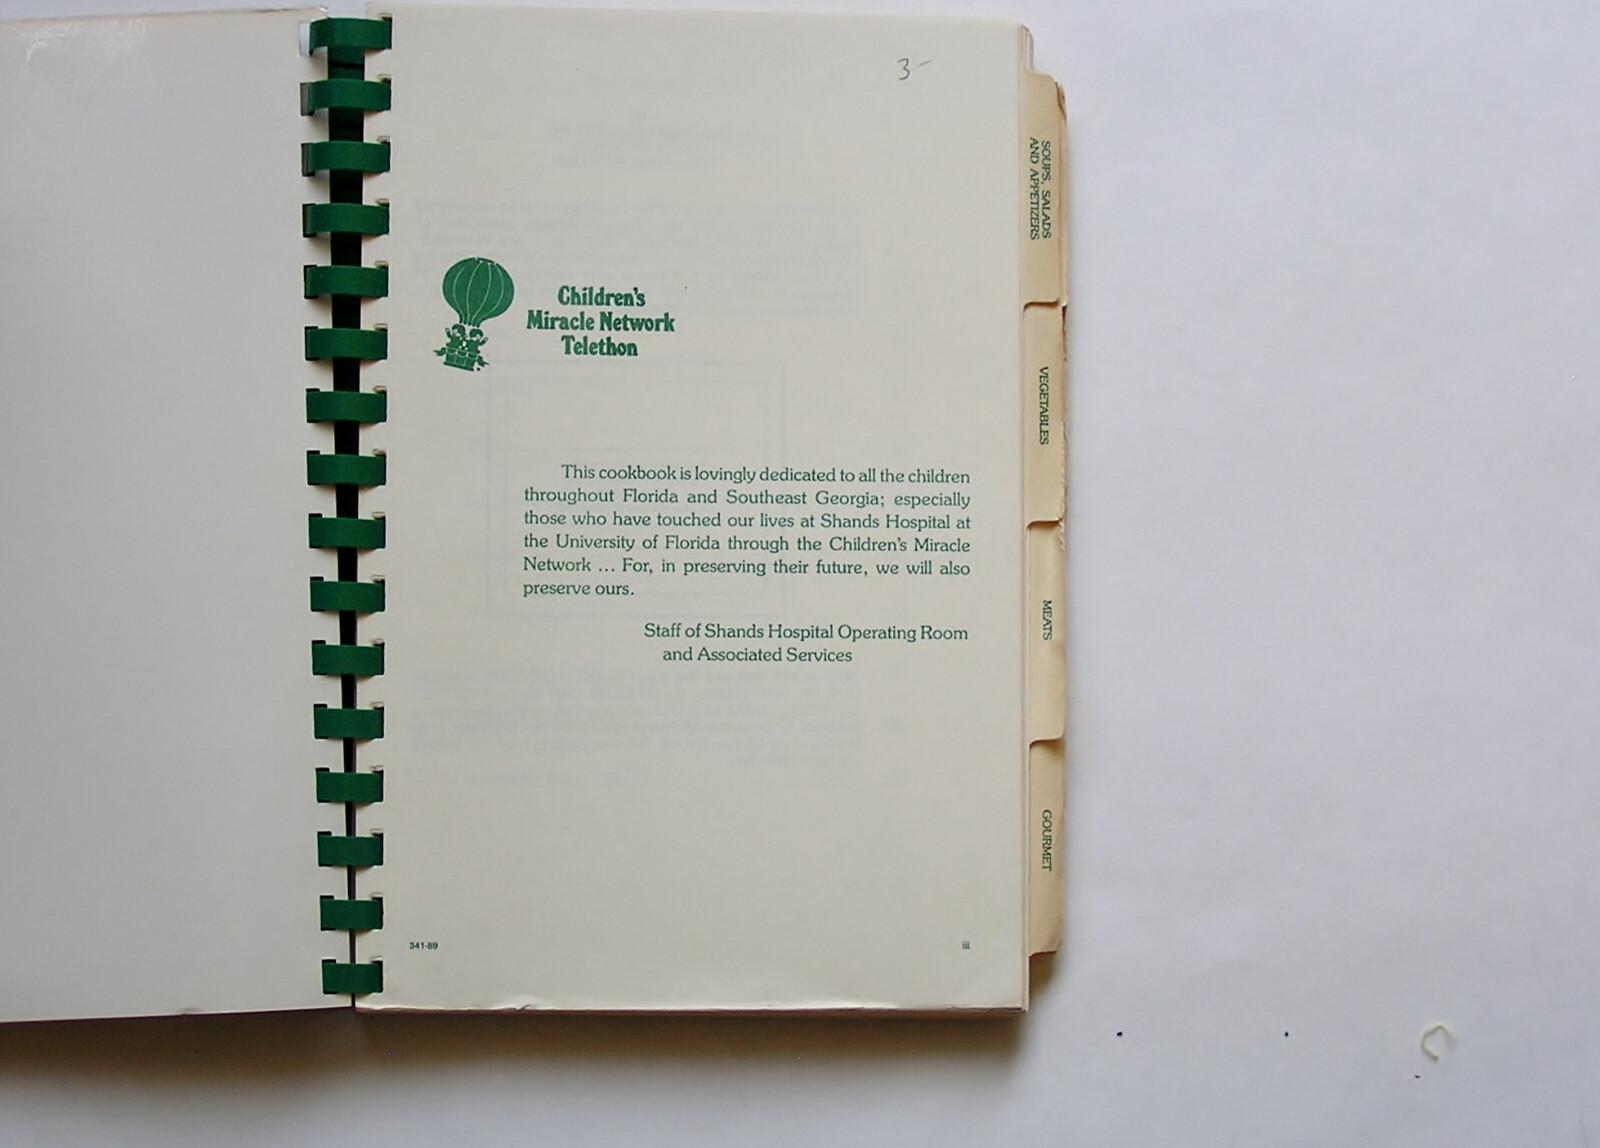 3-
Children's
Miracle Network
Telethon
This cookbook is lovingly dedicated to all the children
throughout Florida and Southeast Georgia; especially
those who have touched our lives at Shands Hospital at
the University of Florida through the Children's Miracle
Network ... For, in preserving their future, we will also
preserve ours.
Staff of Shands Hospital Operating Room
and Associated Services
341-89
iii
SOUPS, SALADS
AND APPETIZERS
VEGETABLES
MEATS
GOURMET